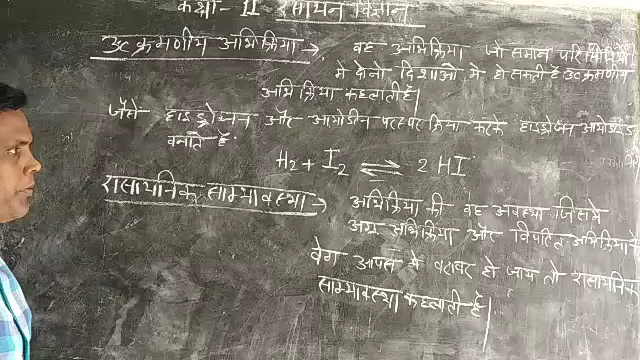 कक्षा- 11 रसायन विज्ञान
उत्क्रमणीय अभिक्रिया → वह अभिक्रिया जो समान परिस्थितियों
मे दोनो दिशाओं मे हो सकती हैं उत्क्रमणीय
अभिक्रिया कहलाती हैं।
जैसे- हाइड्रोजन और आयोडीन परस्पर क्रिया करके हाइड्रोजन आयोडाइड
बनाते हैं
H₂ + I₂ ⇌ 2 HI
रासायनिक साम्यावस्था → अभिक्रिया की वह अवस्था जिसमे
अग्र अभिक्रिया और विपरित अभिक्रिया के
वेग आपस मे बराबर हो जाय तो रासायनिक
साम्यावस्था कहलाती हैं।